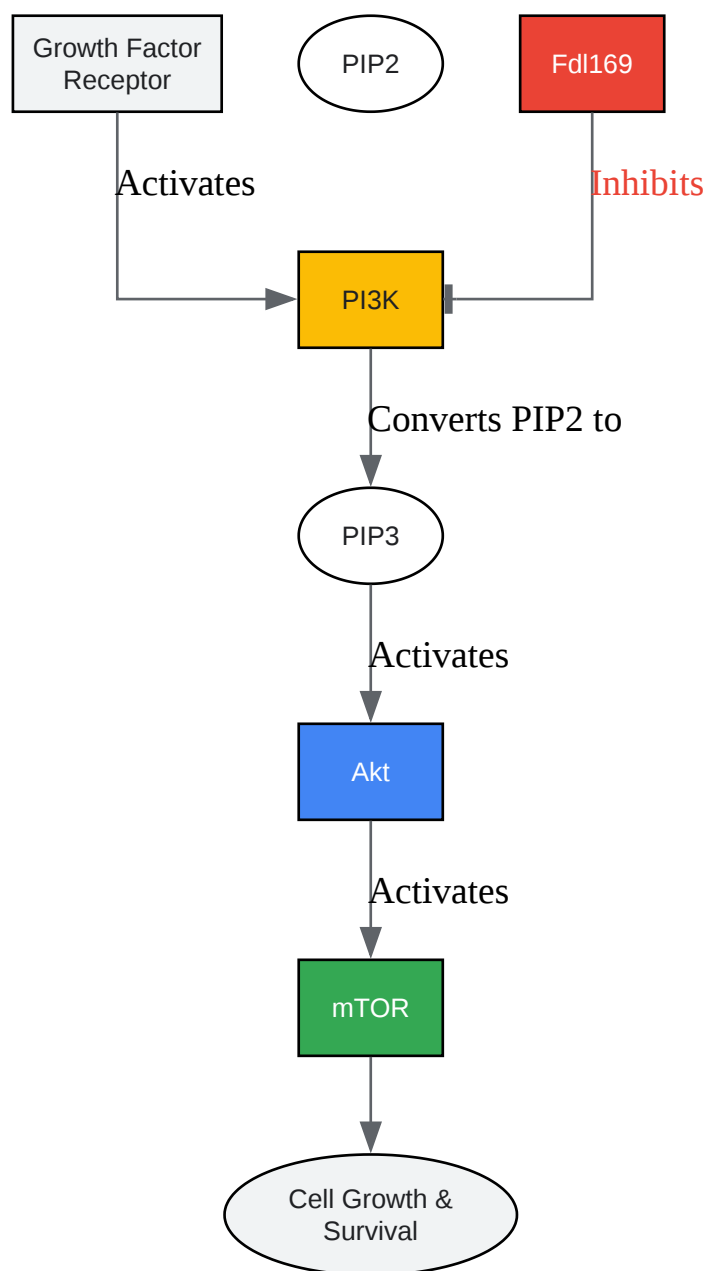 Growth Factor
Receptor
PIP2
Fdl169
Activates
Inhibits
PI3K
Converts PIP2 to
PIP3
Activates
Akt
Activates
mTOR
Cell Growth &
Survival